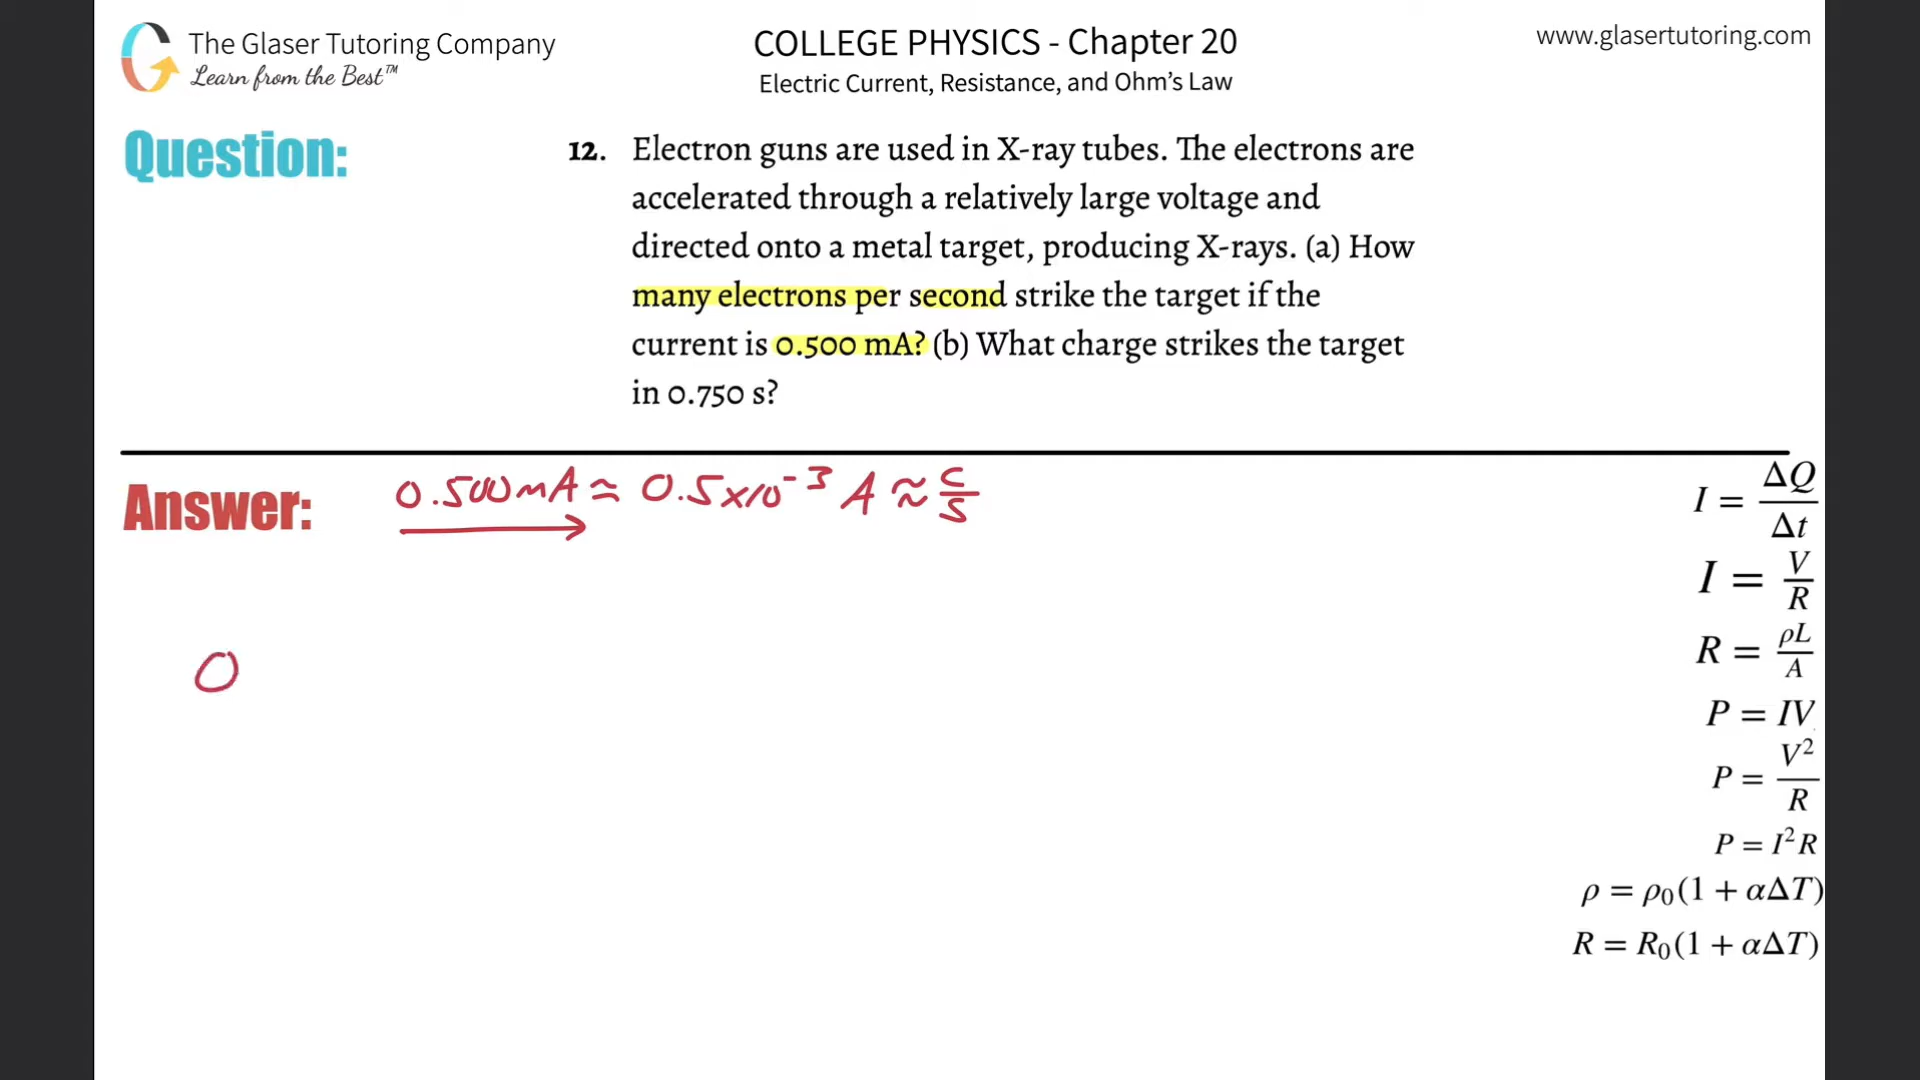 The Glaser Tutoring Company
Learn from the Best™
COLLEGE PHYSICS - Chapter 20
Electric Current, Resistance, and Ohm's Law
www.glasertutoring.com
Question:
12. Electron guns are used in X-ray tubes. The electrons are
accelerated through a relatively large voltage and
directed onto a metal target, producing X-rays. (a) How
many electrons per second strike the target if the
current is 0.500 mA? (b) What charge strikes the target
in 0.750 s?
Answer:
0.500mA ≈ 0.5x10⁻³ A ≈ C/S
0
I = ΔQ/Δt
I = V/R
R = ρL/A
P = IV
P = V²/R
P = I²R
ρ = ρ₀(1 + αΔT)
R = R₀(1 + αΔT)